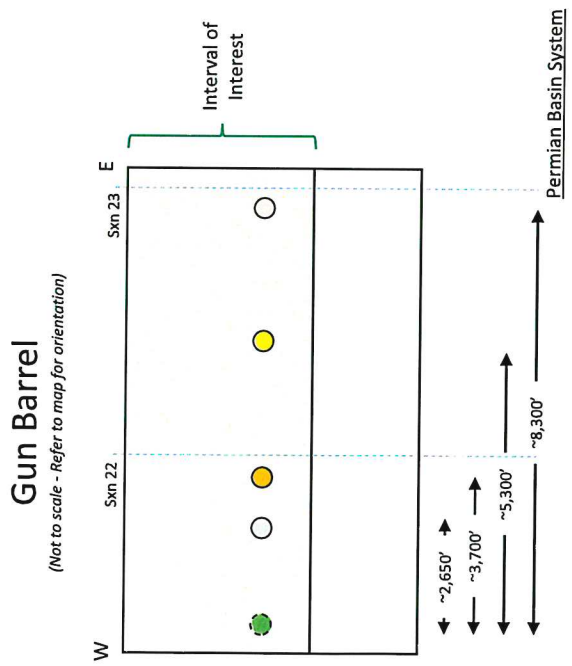 Gun Barrel
(Not to scale - Refer to map for orientation)
W
E
Sxn 22
Sxn 23
Interval of
Interest
~2,650'
~3,700'
~5,300'
~8,300'
Permian Basin System